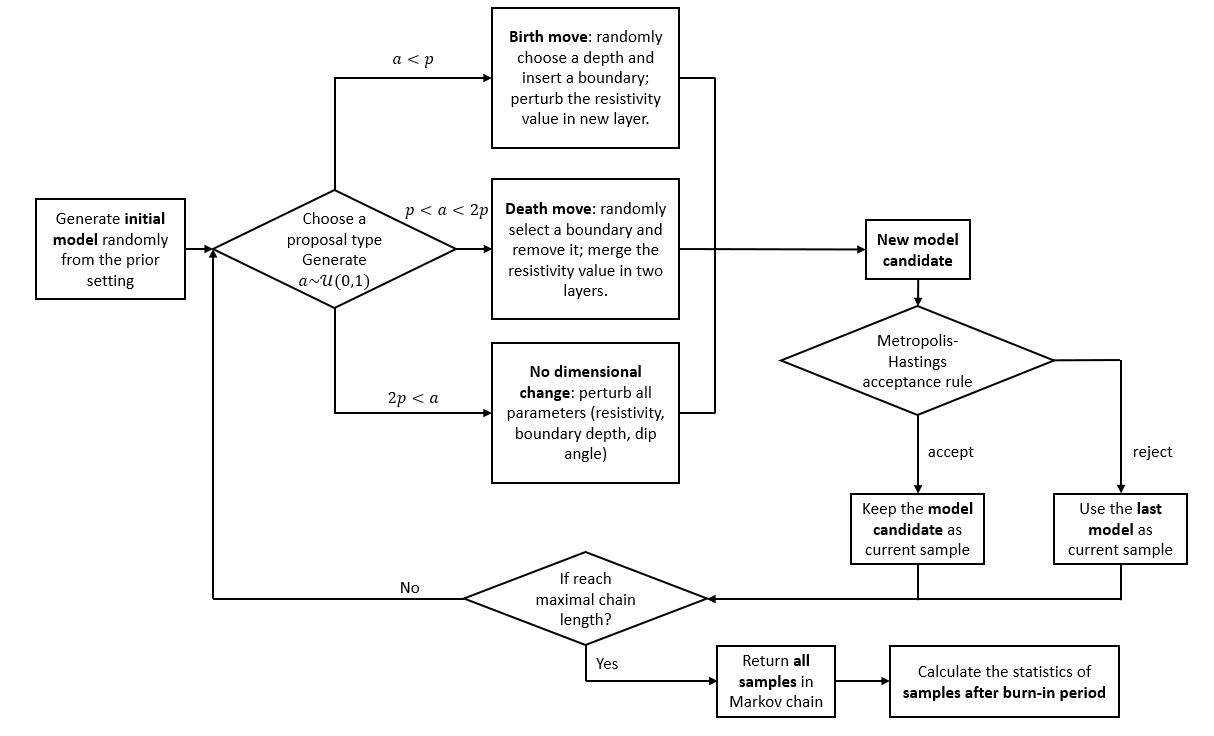 Birth move: randomly
choose a depth and
insert a boundary;
perturb the resistivity
value in new layer.
a < p
Generate initial
model randomly
from the prior
setting
Choose a
proposal type
Generate
a~𝒰(0,1)
p < a < 2p
Death move: randomly
select a boundary and
remove it; merge the
resistivity value in two
layers.
2p < a
No dimensional
change: perturb all
parameters (resistivity,
boundary depth, dip
angle)
New model
candidate
Metropolis-
Hastings
acceptance rule
accept
reject
Keep the model
candidate as
current sample
Use the last
model as
current sample
If reach
maximal chain
length?
No
Yes
Return all
samples in
Markov chain
Calculate the statistics of
samples after burn-in period